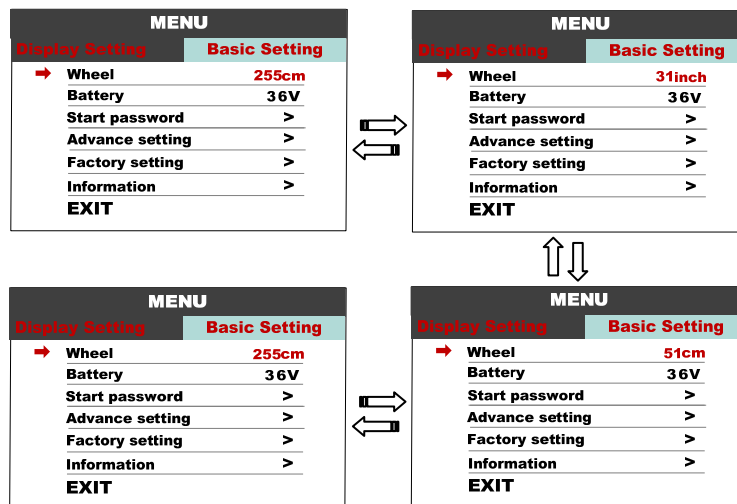 MENU
Display Setting Basic Setting
Wheel 255cm
Battery 36V
Start password >
Advance setting >
Factory setting >
Information >
EXIT
MENU
Display Setting Basic Setting
Wheel 31inch
Battery 36V
Start password >
Advance setting >
Factory setting >
Information >
EXIT
MENU
Display Setting Basic Setting
Wheel 255cm
Battery 36V
Start password >
Advance setting >
Factory setting >
Information >
EXIT
MENU
Display Setting Basic Setting
Wheel 51cm
Battery 36V
Start password >
Advance setting >
Factory setting >
Information >
EXIT